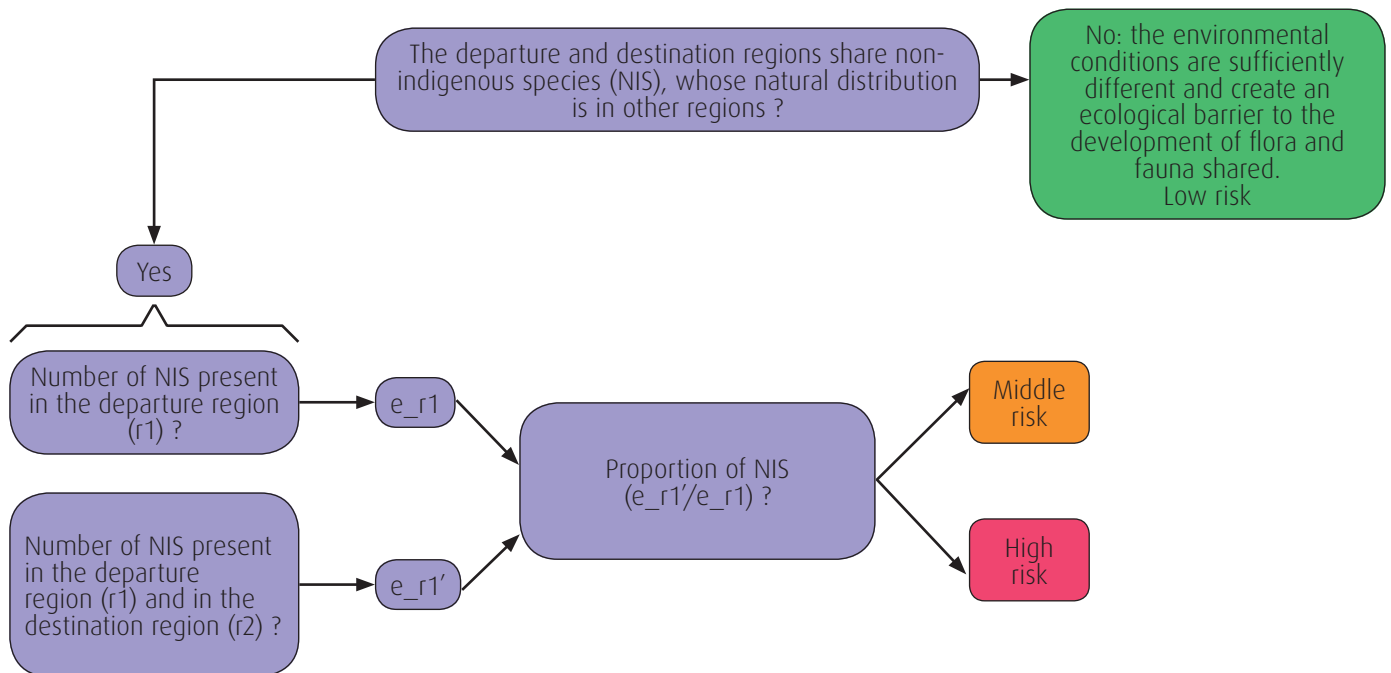 The departure and destination regions share non-
indigenous species (NIS), whose natural distribution
is in other regions ?
No: the environmental
conditions are sufficiently
different and create an
ecological barrier to the
development of flora and
fauna shared.
Low risk
Yes
Number of NIS present
in the departure region
(r1) ?
e_r1
Proportion of NIS
(e_r1’/e_r1) ?
Middle
risk
Number of NIS present
in the departure
region (r1) and in the
destination region (r2) ?
e_r1’
High
risk